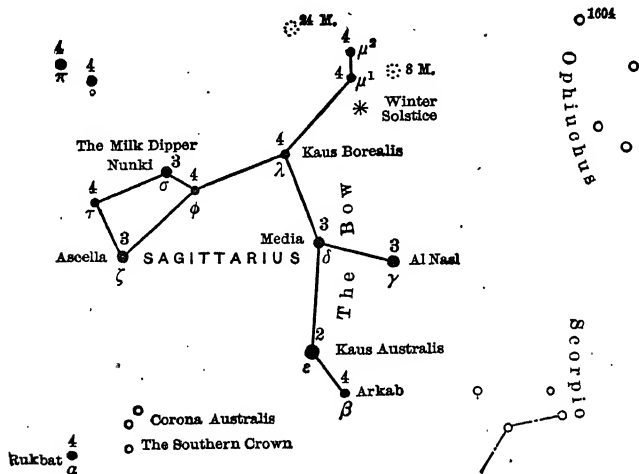 24 M.
1604
4
4
π
4
o
4
μ²
4
μ¹
8 M.
Winter
Solstice
Ophiuchus
The Milk Dipper
Nunki
3
σ
4
φ
4
λ
Kaus Borealis
4
τ
3
Ascella
ζ
SAGITTARIUS
Media
3
δ
The Bow
3
Al Nasl
γ
2
Kaus Australis
ε
4
Arkab
β
Scorpio
Corona Australis
The Southern Crown
4
Rukbat
α